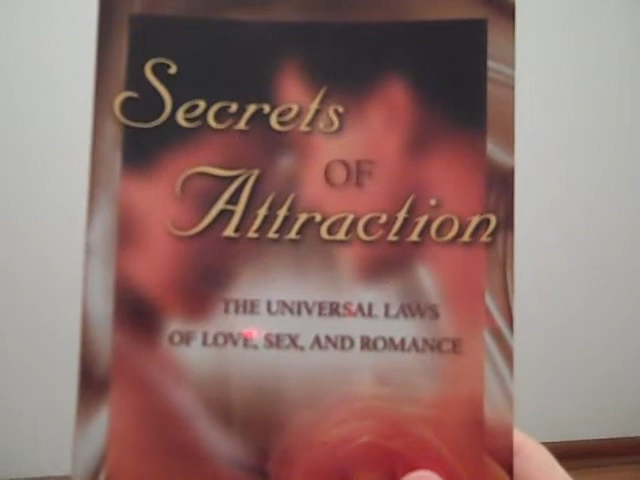 Secrets
OF
Attraction
THE UNIVERSAL LAWS
OF LOVE, SEX, AND ROMANCE